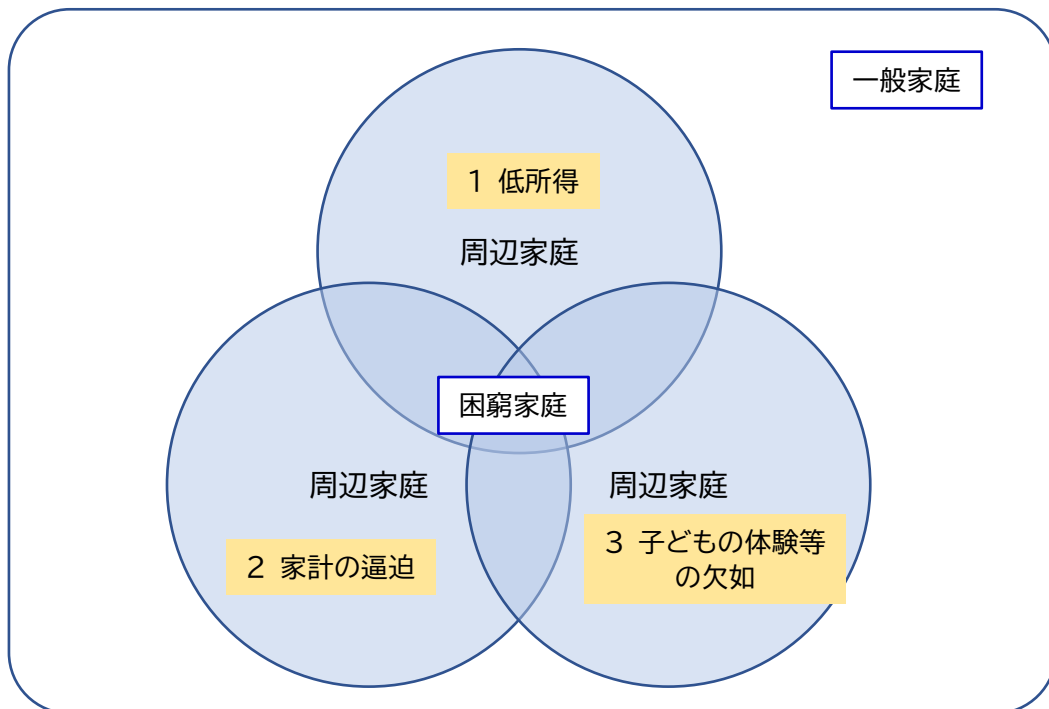 一般家庭
1 低所得
周辺家庭
困窮家庭
周辺家庭
周辺家庭
2 家計の逼迫
3 子どもの体験等
の欠如